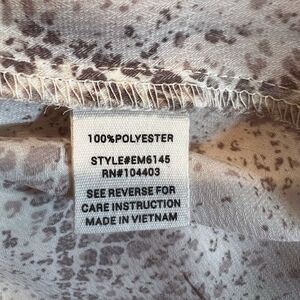 100%POLYESTER
STYLE#EM6145
RN#104403
SEE REVERSE FOR
CARE INSTRUCTION
MADE IN VIETNAM